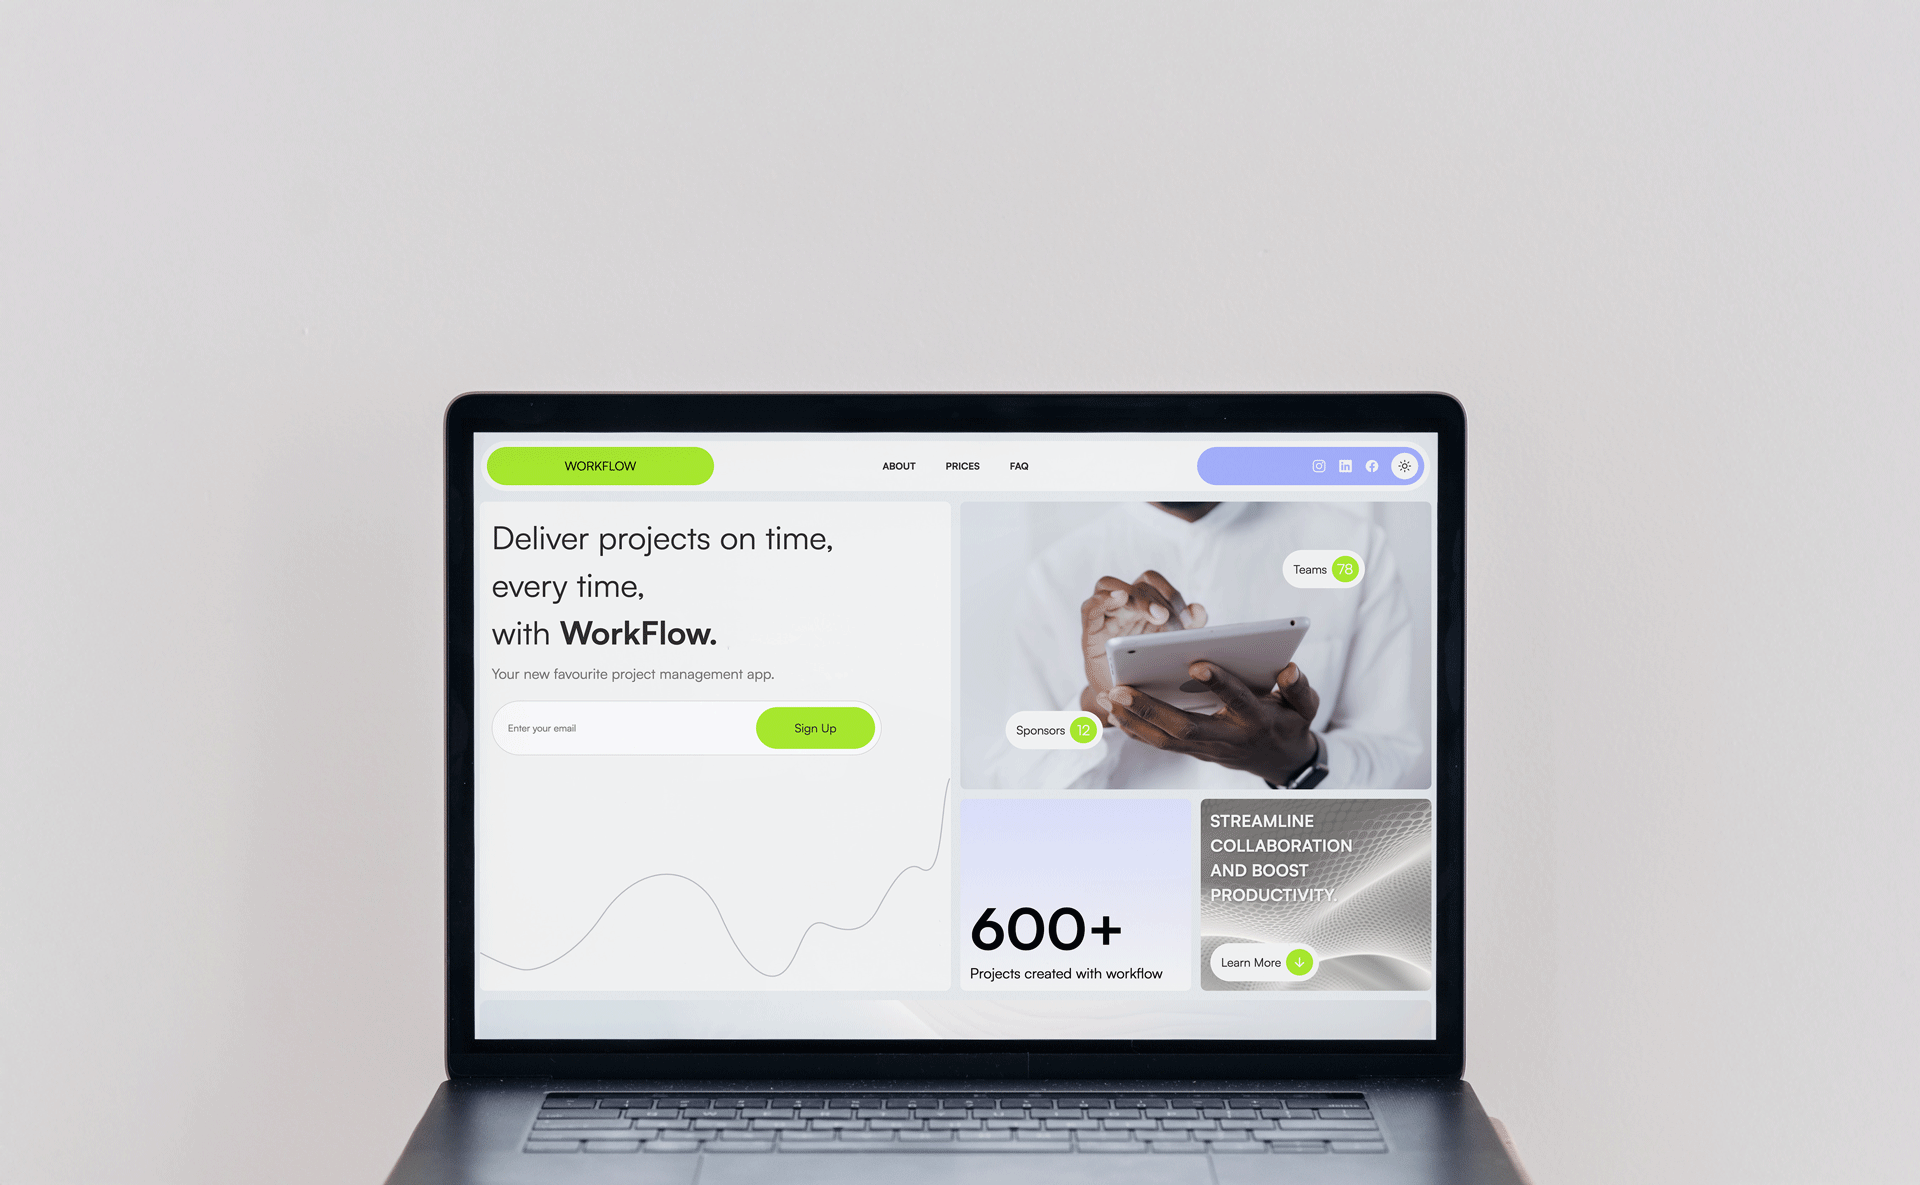 WORKFLOW
ABOUT
PRICES
FAQ
Deliver projects on time,
every time,
with WorkFlow.
Your new favourite project management app.
Enter your email
Sign Up
Teams 78
Sponsors 12
600+
Projects created with workflow
STREAMLINE
COLLABORATION
AND BOOST
PRODUCTIVITY.
Learn More